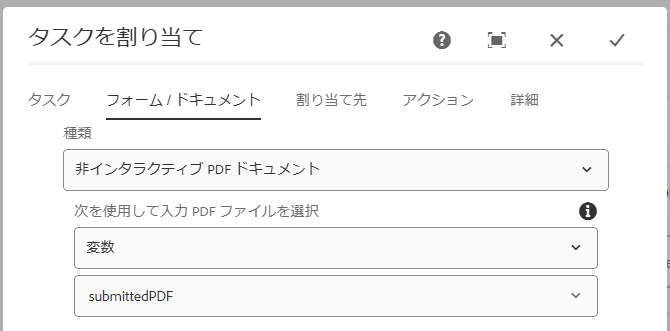 タスクを割り当て
タスク フォーム / ドキュメント 割り当て先 アクション 詳細
種類
非インタラクティブ PDF ドキュメント
次を使用して入力 PDF ファイルを選択
変数
submittedPDF